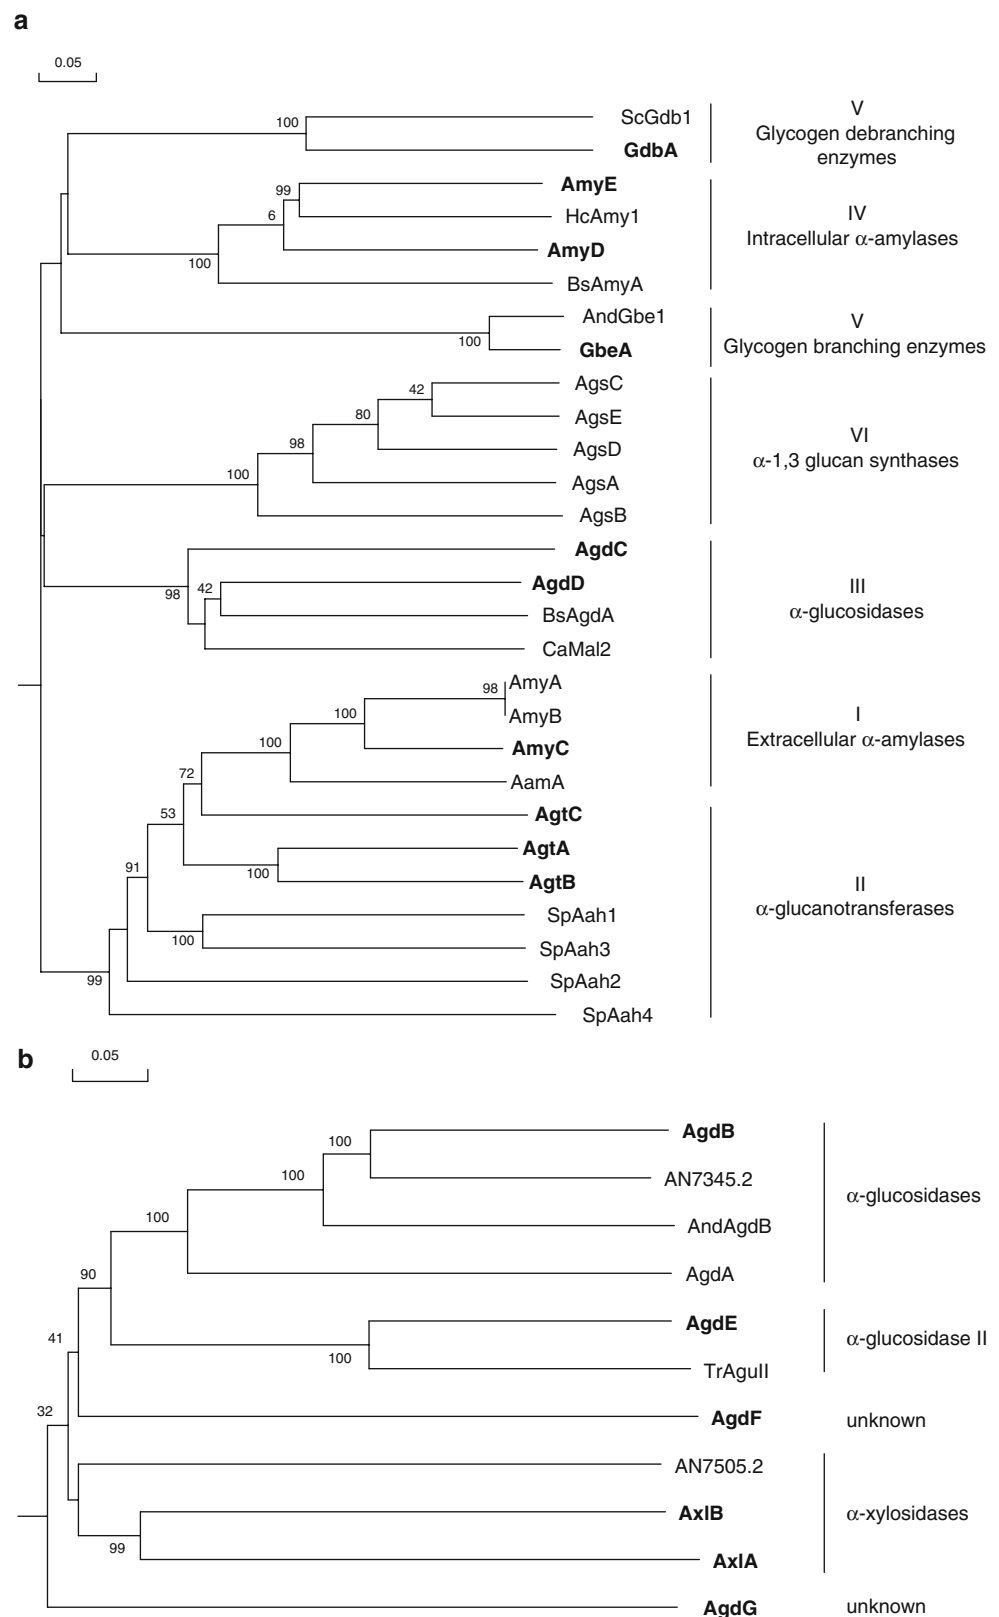 a
0.05
100
ScGdb1
GdbA
V
Glycogen debranching
enzymes
99
6
100
AmyE
HcAmy1
AmyD
BsAmyA
IV
Intracellular α-amylases
100
AndGbe1
GbeA
V
Glycogen branching enzymes
42
80
98
100
AgsC
AgsE
AgsD
AgsA
AgsB
VI
α-1,3 glucan synthases
98
42
AgdC
AgdD
BsAgdA
CaMal2
III
α-glucosidases
98
100
100
AmyA
AmyB
AmyC
AamA
I
Extracellular α-amylases
72
53
91
100
100
99
AgtC
AgtA
AgtB
SpAah1
SpAah3
SpAah2
SpAah4
II
α-glucanotransferases
b
0.05
100
100
100
AgdB
AN7345.2
AndAgdB
AgdA
α-glucosidases
90
100
AgdE
TrAguII
α-glucosidase II
41
AgdF
unknown
32
99
AN7505.2
AxlB
AxlA
α-xylosidases
AgdG
unknown